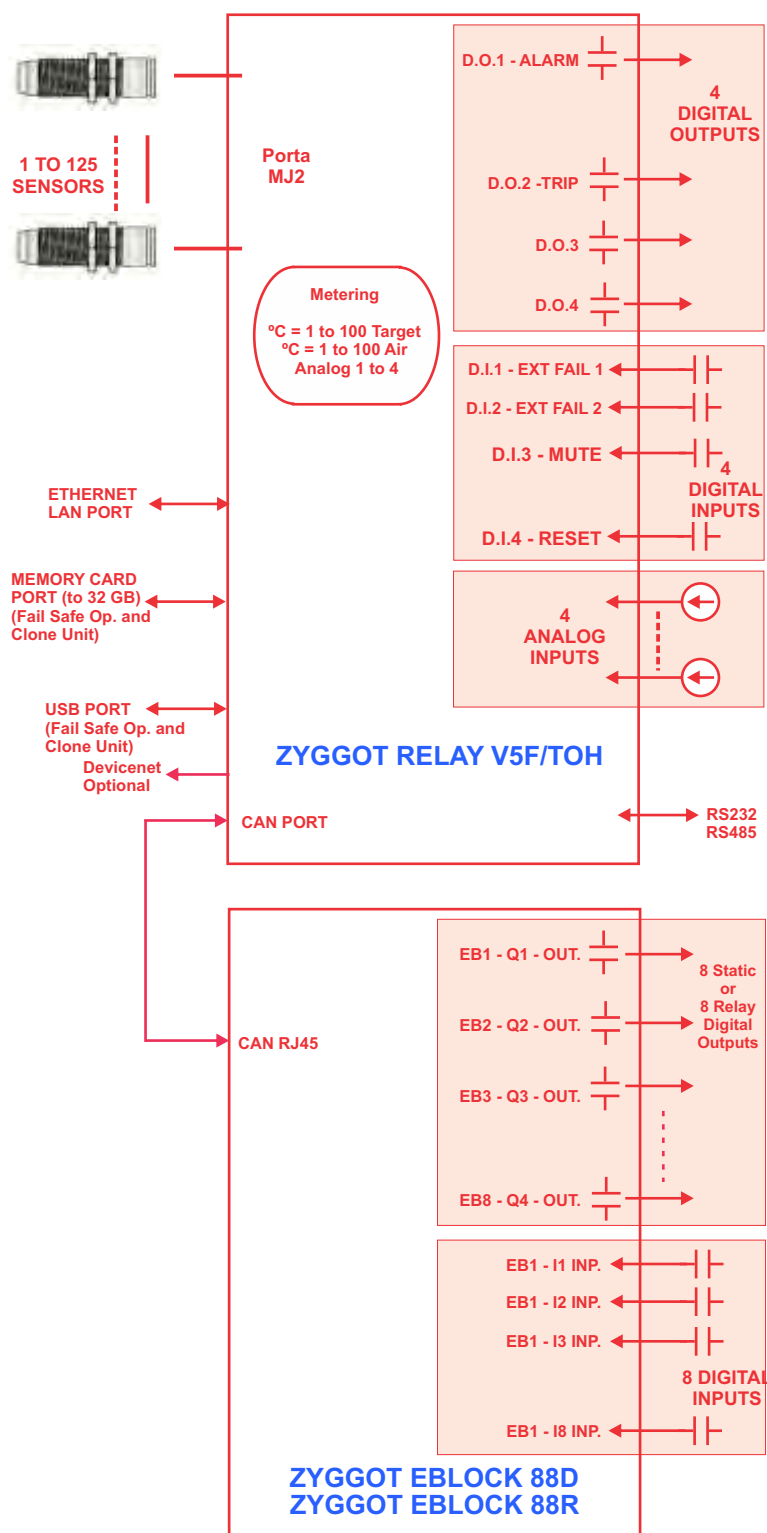 1 TO 125
SENSORS
Porta
MJ2
Metering
ºC = 1 to 100 Target
ºC = 1 to 100 Air
Analog 1 to 4
D.O.1 - ALARM
4
DIGITAL
OUTPUTS
D.O.2 -TRIP
D.O.3
D.O.4
D.I.1 - EXT FAIL 1
D.I.2 - EXT FAIL 2
D.I.3 - MUTE
4
DIGITAL
INPUTS
D.I.4 - RESET
4
ANALOG
INPUTS
ETHERNET
LAN PORT
MEMORY CARD
PORT (to 32 GB)
(Fail Safe Op. and
Clone Unit)
USB PORT
(Fail Safe Op. and
Clone Unit)
Devicenet
Optional
ZYGGOT RELAY V5F/TOH
CAN PORT
RS232
RS485
CAN RJ45
EB1 - Q1 - OUT.
EB2 - Q2 - OUT.
EB3 - Q3 - OUT.
EB8 - Q4 - OUT.
8 Static
or
8 Relay
Digital
Outputs
EB1 - I1 INP.
EB1 - I2 INP.
EB1 - I3 INP.
EB1 - I8 INP.
8 DIGITAL
INPUTS
ZYGGOT EBLOCK 88D
ZYGGOT EBLOCK 88R